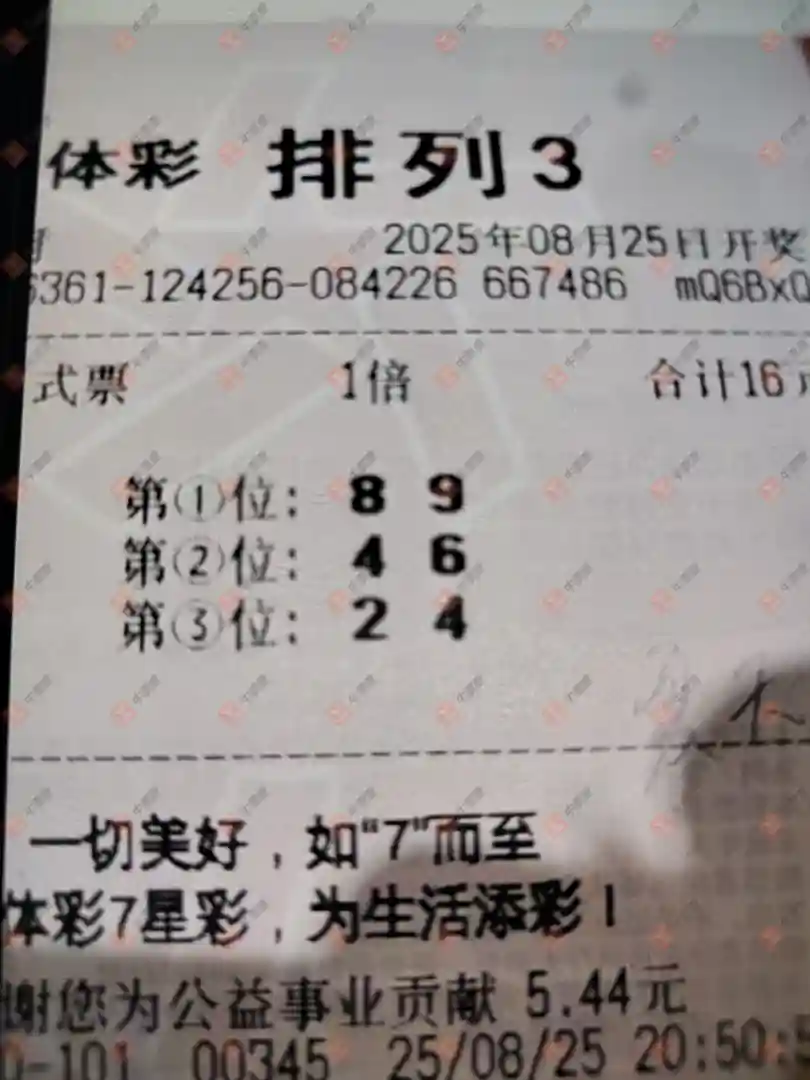 体彩 排列3
2025年08月25日开奖
6361-124256-084226 667486 mQ6BxQ
式票 1倍 合计16
第①位: 8 9
第②位: 4 6
第③位: 2 4
一切美好，如“7”而至
体彩7星彩，为生活添彩！
谢您为公益事业贡献 5.44元
0-101 00345 25/08/25 20:50:5